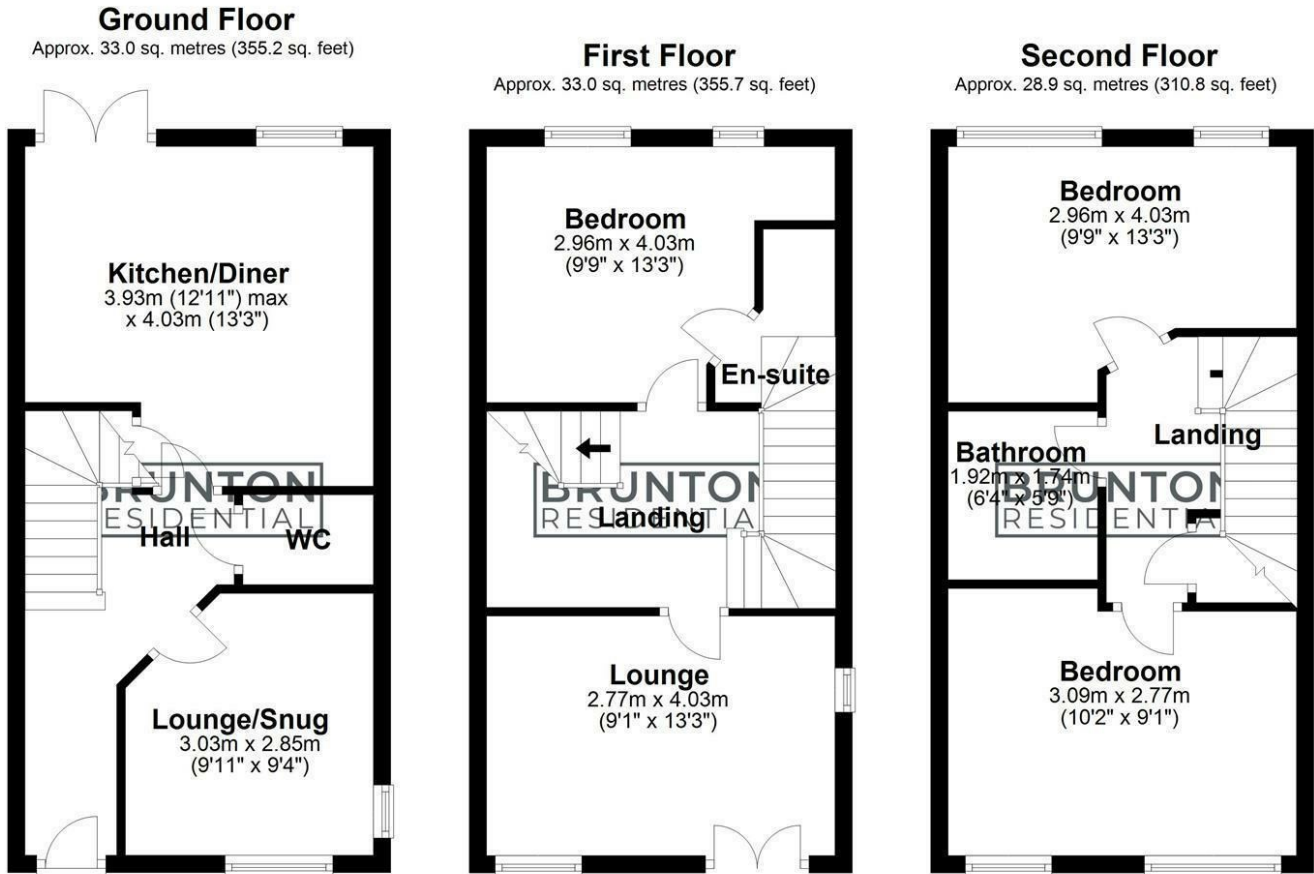 Ground Floor
Approx. 33.0 sq. metres (355.2 sq. feet)
Kitchen/Diner
3.93m (12'11") max
x 4.03m (13'3")
BRUNTON
RESIDENTIAL
Hall
WC
Lounge/Snug
3.03m x 2.85m
(9'11" x 9'4")
First Floor
Approx. 33.0 sq. metres (355.7 sq. feet)
Bedroom
2.96m x 4.03m
(9'9" x 13'3")
En-suite
BRUNTON
RESIDENTIA
Landing
Lounge
2.77m x 4.03m
(9'1" x 13'3")
Second Floor
Approx. 28.9 sq. metres (310.8 sq. feet)
Bedroom
2.96m x 4.03m
(9'9" x 13'3")
Landing
Bathroom
1.92m x 1.74m
(6'4" x 5'9")
BRUNTON
RESIDENTIA
Bedroom
3.09m x 2.77m
(10'2" x 9'1")